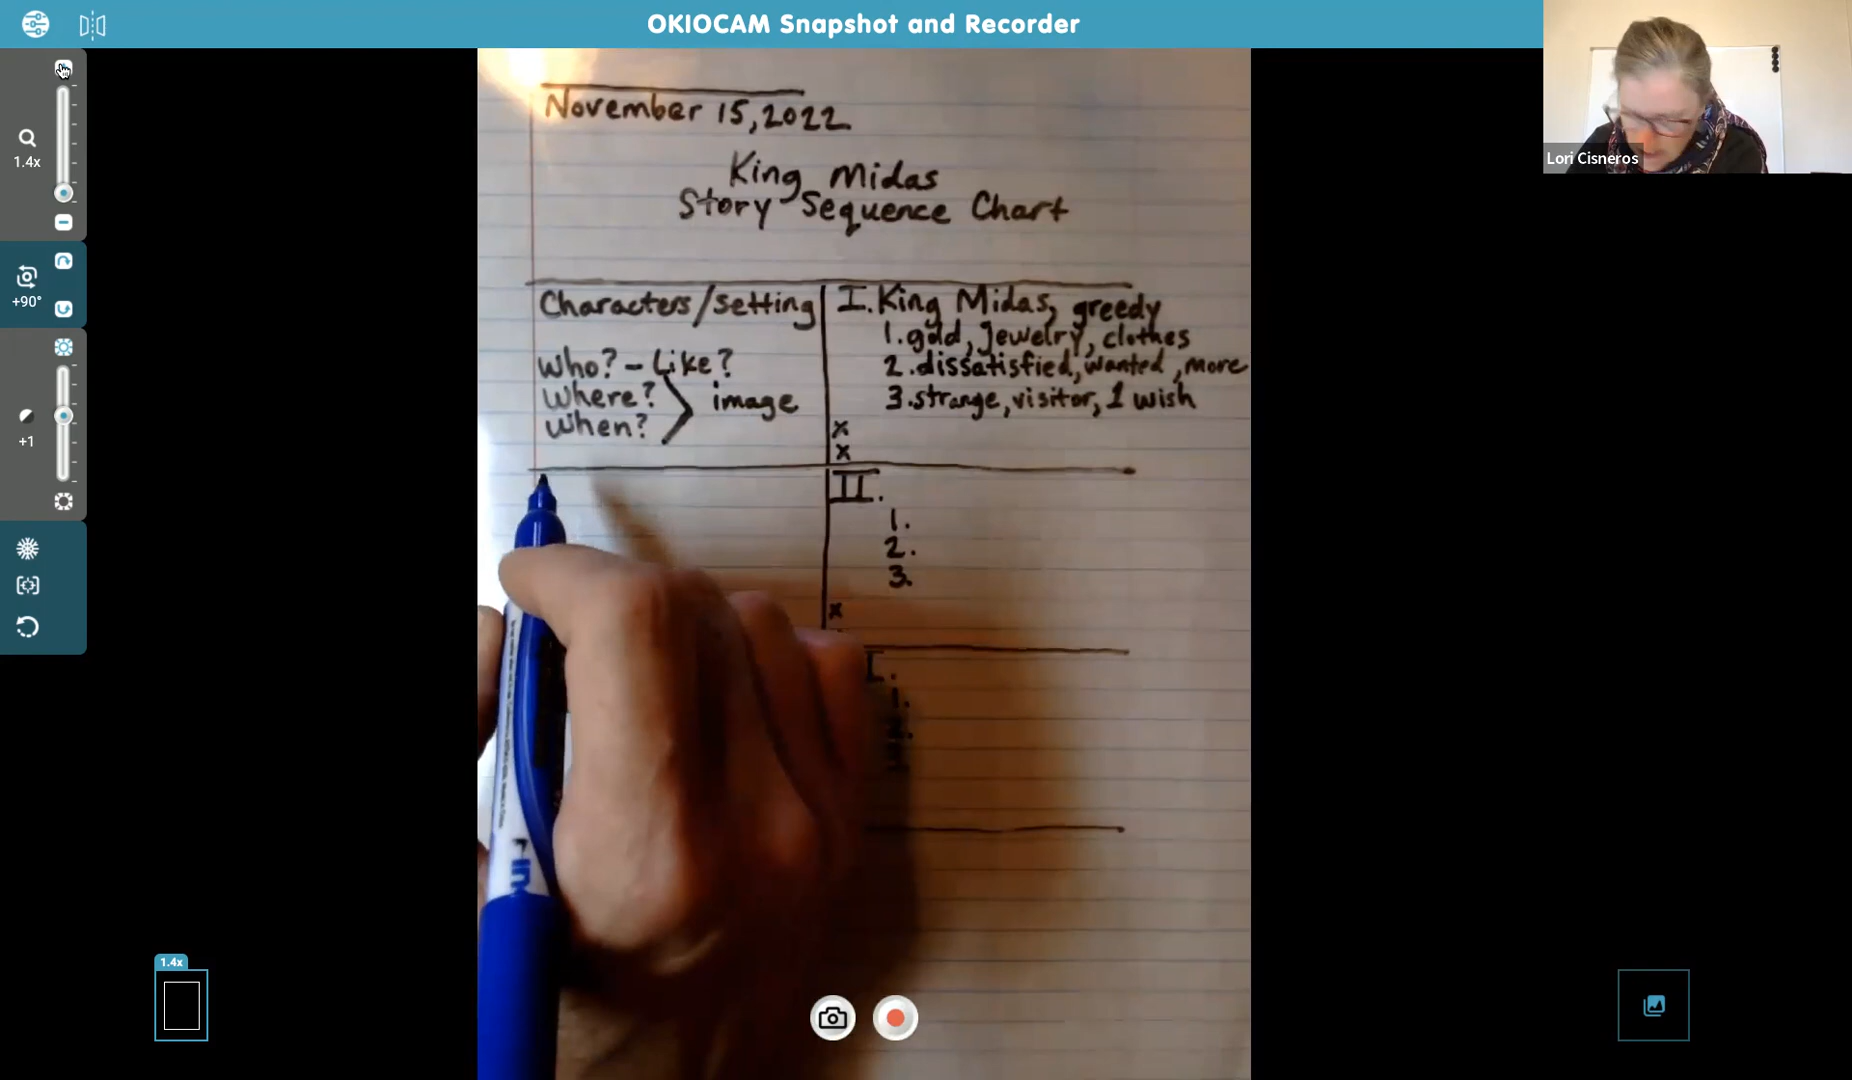 OKIOCAM Snapshot and Recorder
1.4x
+90°
+1
Lori Cisneros
November 15, 2022
King Midas
Story Sequence Chart
Characters/setting
Who? - Like?
Where?
When?
image
I. King Midas, greedy
1. gold, jewelry, clothes
2. dissatisfied, wanted, more
3. strange, visitor, 1 wish
x
x
II.
1.
2.
3.
x
I.
1.
2.
1.4x